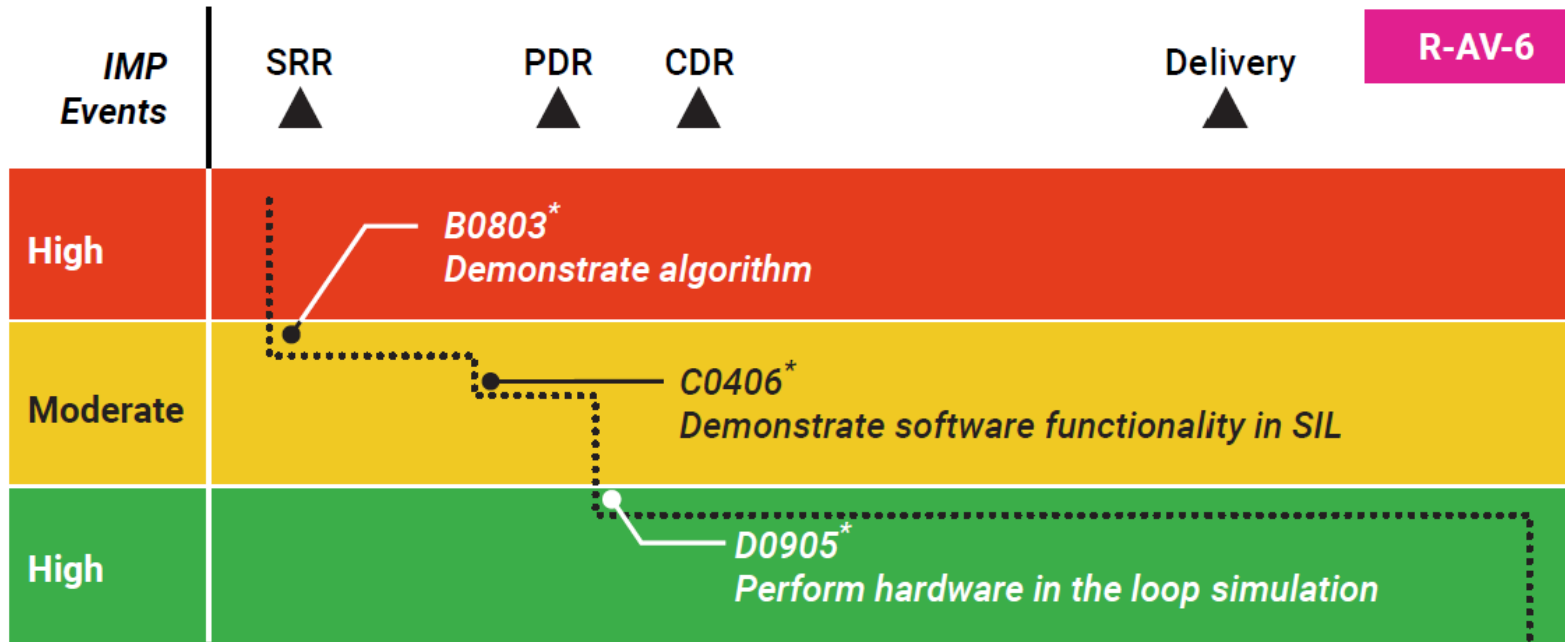 IMP
Events
SRR
PDR
CDR
Delivery
R-AV-6
High
B0803*
Demonstrate algorithm
Moderate
C0406*
Demonstrate software functionality in SIL
High
D0905*
Perform hardware in the loop simulation